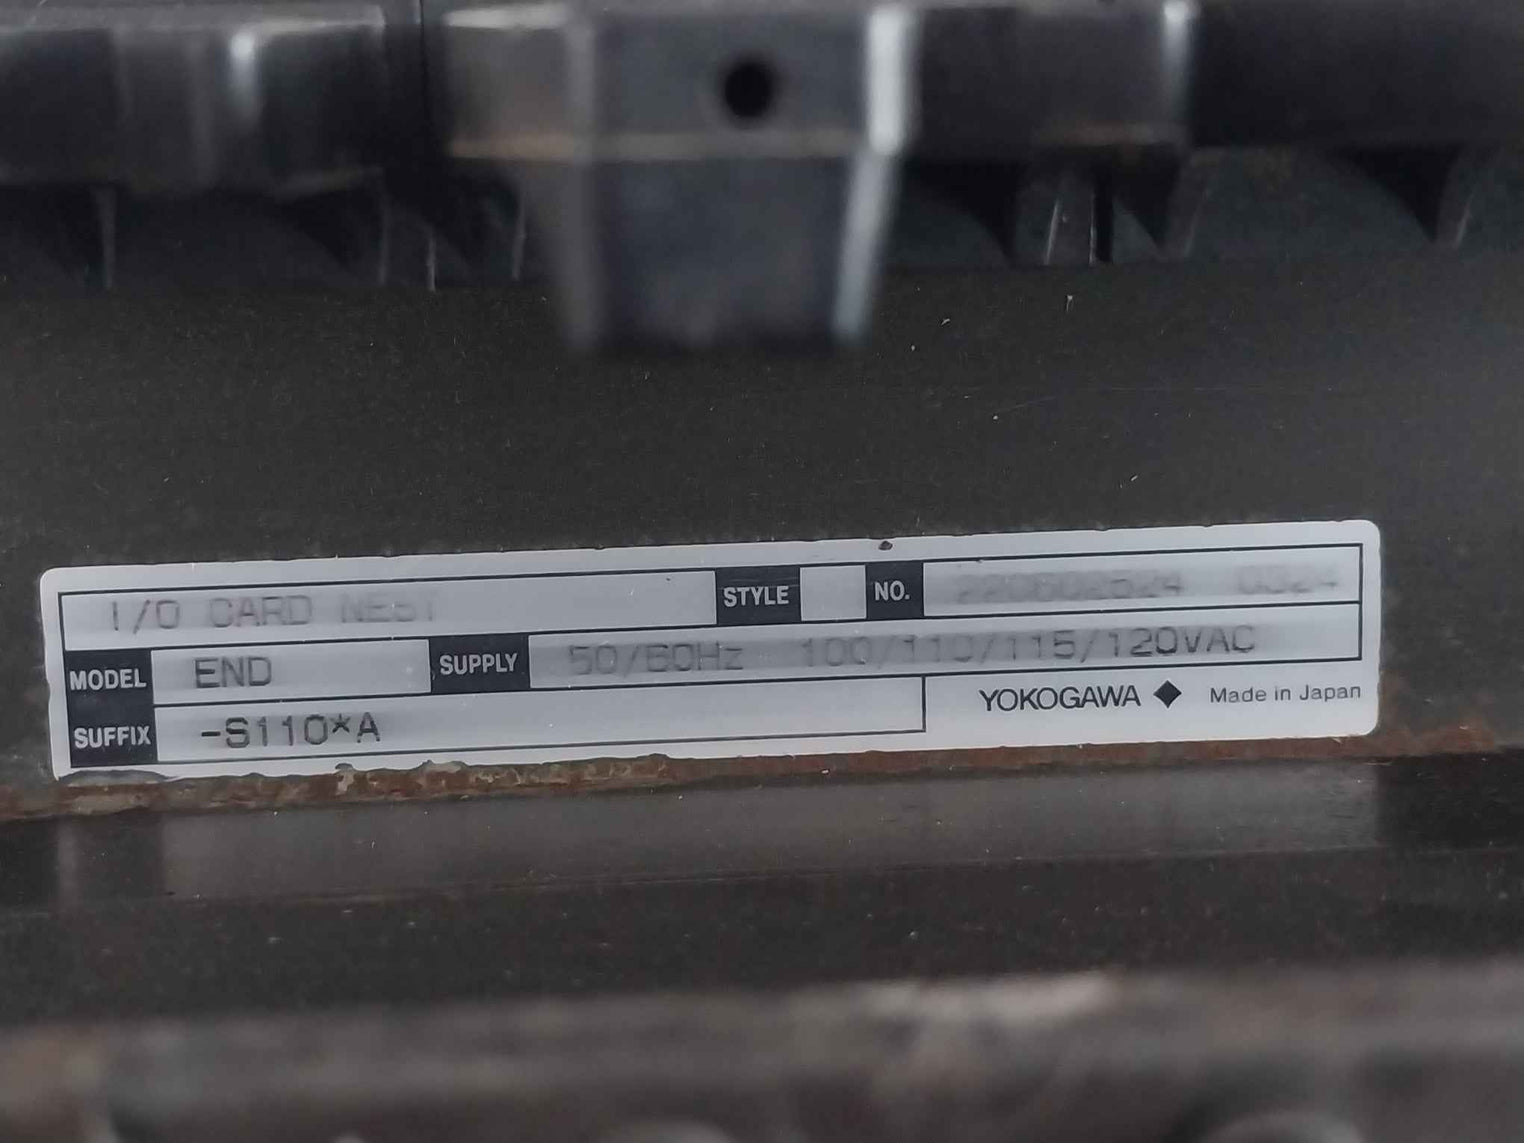 I/O CARD NEST STYLE NO.
MODEL END SUPPLY 50/60Hz 100/110/115/120VAC
SUFFIX -S110*A YOKOGAWA ◆ Made in Japan